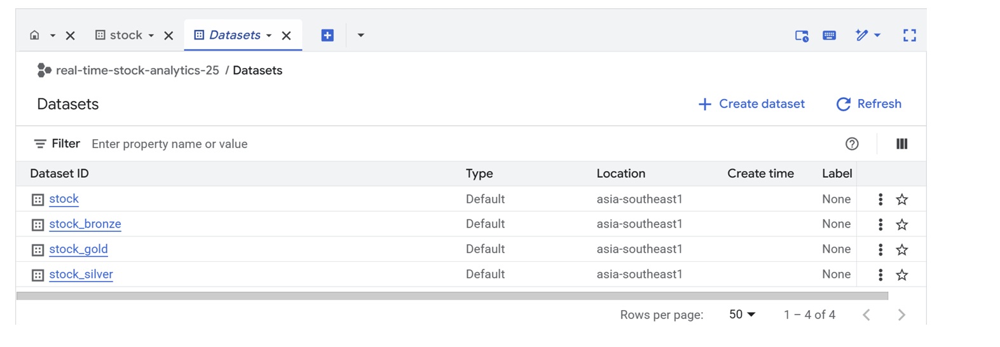 stock Datasets
real-time-stock-analytics-25 / Datasets
Datasets Create dataset Refresh
Filter Enter property name or value
Dataset ID Type Location Create time Label
stock Default asia-southeast1 None
stock_bronze Default asia-southeast1 None
stock_gold Default asia-southeast1 None
stock_silver Default asia-southeast1 None
Rows per page: 50 1 – 4 of 4